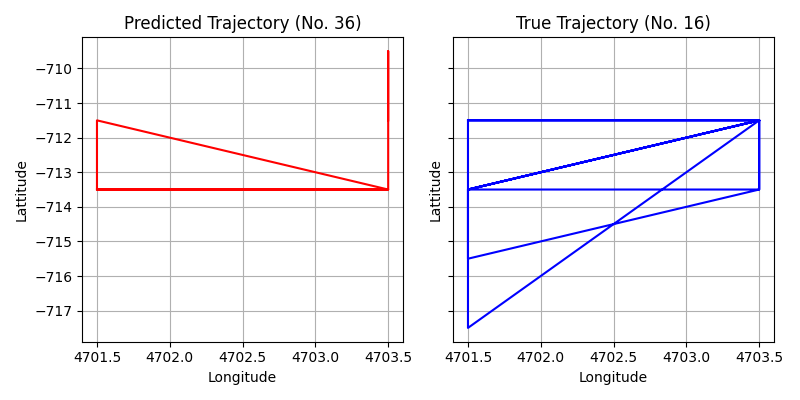 Predicted Trajectory (No. 36)
True Trajectory (No. 16)
−710
−711
−712
−713
−714
−715
−716
−717
Lattitude
Lattitude
4701.5 4702.0 4702.5 4703.0 4703.5
4701.5 4702.0 4702.5 4703.0 4703.5
Longitude
Longitude